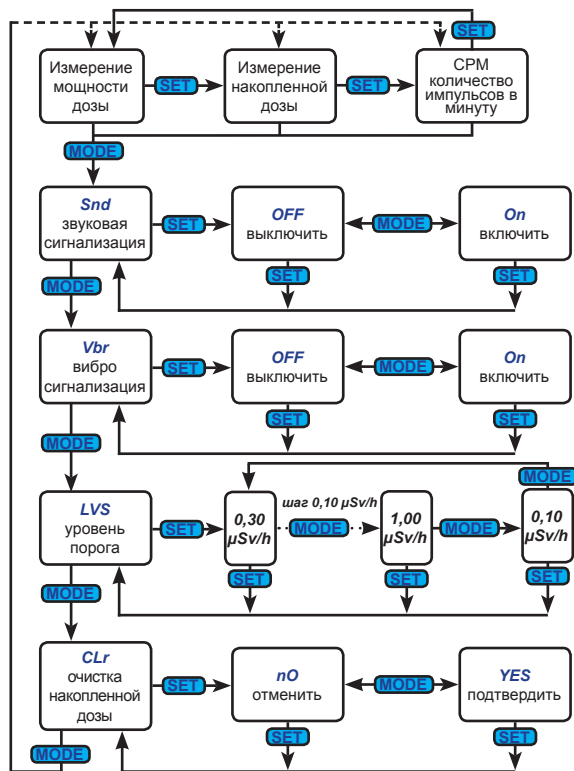 SET
Измерение
мощности
дозы
SET
Измерение
накопленной
дозы
SET
CPM
количество
импульсов в
минуту
MODE
Snd
звуковая
сигнализация
SET
OFF
выключить
MODE
On
включить
SET
SET
MODE
Vbr
вибро
сигнализация
SET
OFF
выключить
MODE
On
включить
SET
SET
MODE
LVS
уровень
порога
SET
0,30
µSv/h
шаг 0,10 µSv/h
MODE
1,00
µSv/h
MODE
MODE
0,10
µSv/h
SET
SET
SET
MODE
CLr
очистка
накопленной
дозы
SET
nO
отменить
MODE
YES
подтвердить
SET
SET
MODE